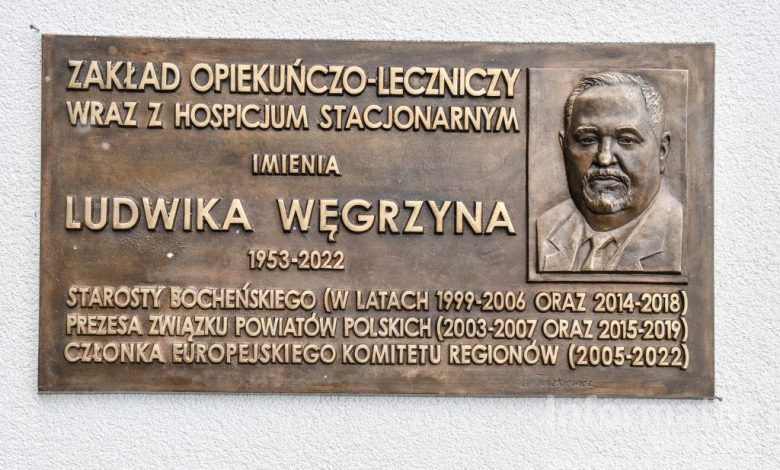 ZAKŁAD OPIEKUŃCZO-LECZNICZY
WRAZ Z HOSPICJUM STACJONARNYM
IMIENIA
LUDWIKA WĘGRZYNA
1953-2022
STAROSTY BOCHEŃSKIEGO (W LATACH 1999-2006 ORAZ 2014-2018)
PREZESA ZWIĄZKU POWIATÓW POLSKICH (2003-2007 ORAZ 2015-2019)
CZŁONKA EUROPEJSKIEGO KOMITETU REGIONÓW (2005-2022)